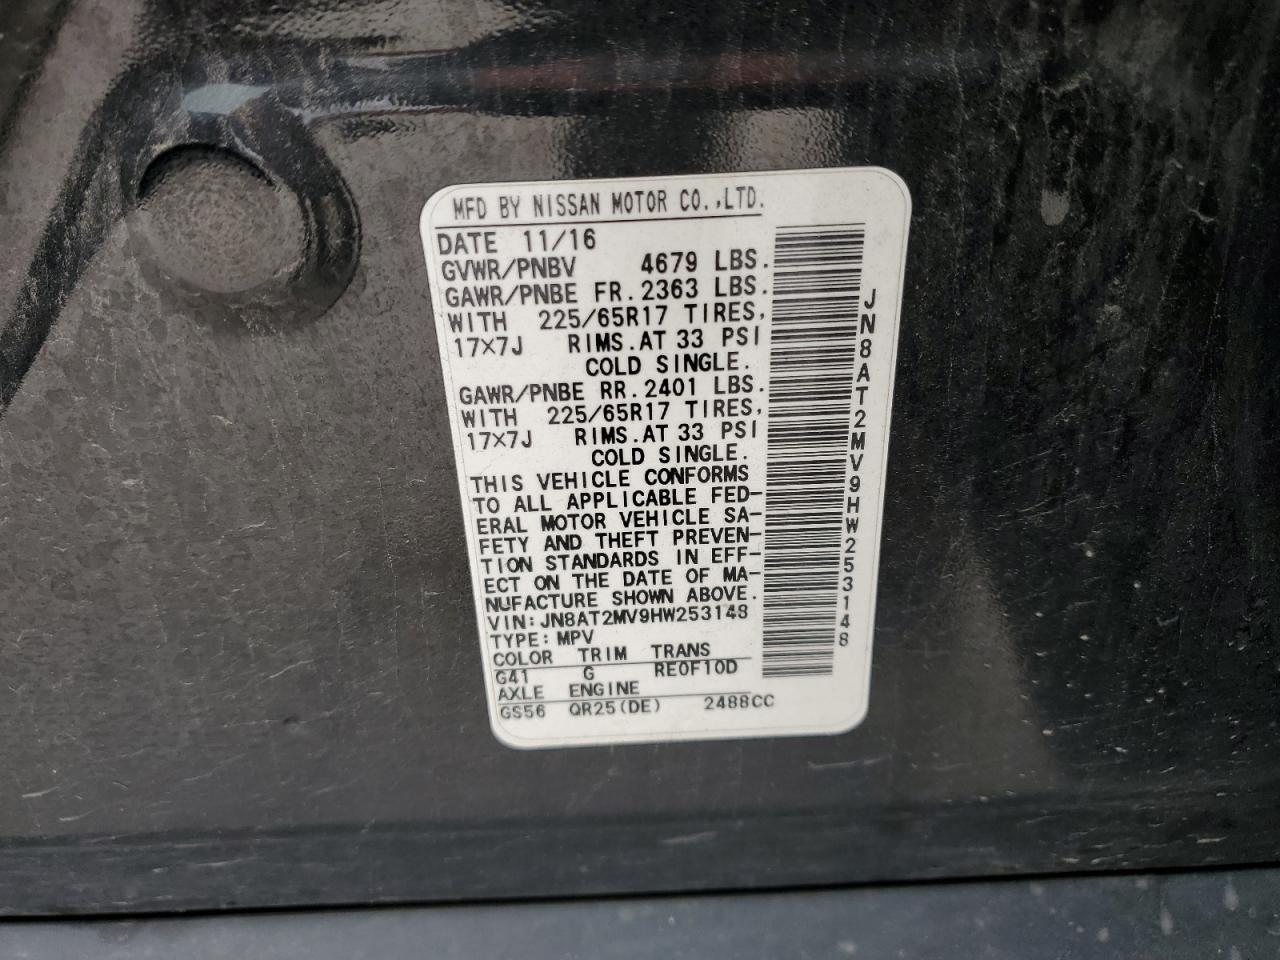 MFD BY NISSAN MOTOR CO.,LTD.
DATE 11/16
GVWR/PNBV 4679 LBS.
GAWR/PNBE FR.2363 LBS.
WITH 225/65R17 TIRES,
17×7J RIMS.AT 33 PSI
COLD SINGLE.
GAWR/PNBE RR.2401 LBS.
WITH 225/65R17 TIRES,
17×7J RIMS.AT 33 PSI
COLD SINGLE.
THIS VEHICLE CONFORMS
TO ALL APPLICABLE FED-
ERAL MOTOR VEHICLE SA-
FETY AND THEFT PREVEN-
TION STANDARDS IN EFF-
ECT ON THE DATE OF MA-
NUFACTURE SHOWN ABOVE.
VIN:JN8AT2MV9HW253148
TYPE:MPV
COLOR TRIM TRANS
G41 G RE0F10D
AXLE ENGINE
GS56 QR25(DE) 2488CC
JN8AT2MV9HW253148